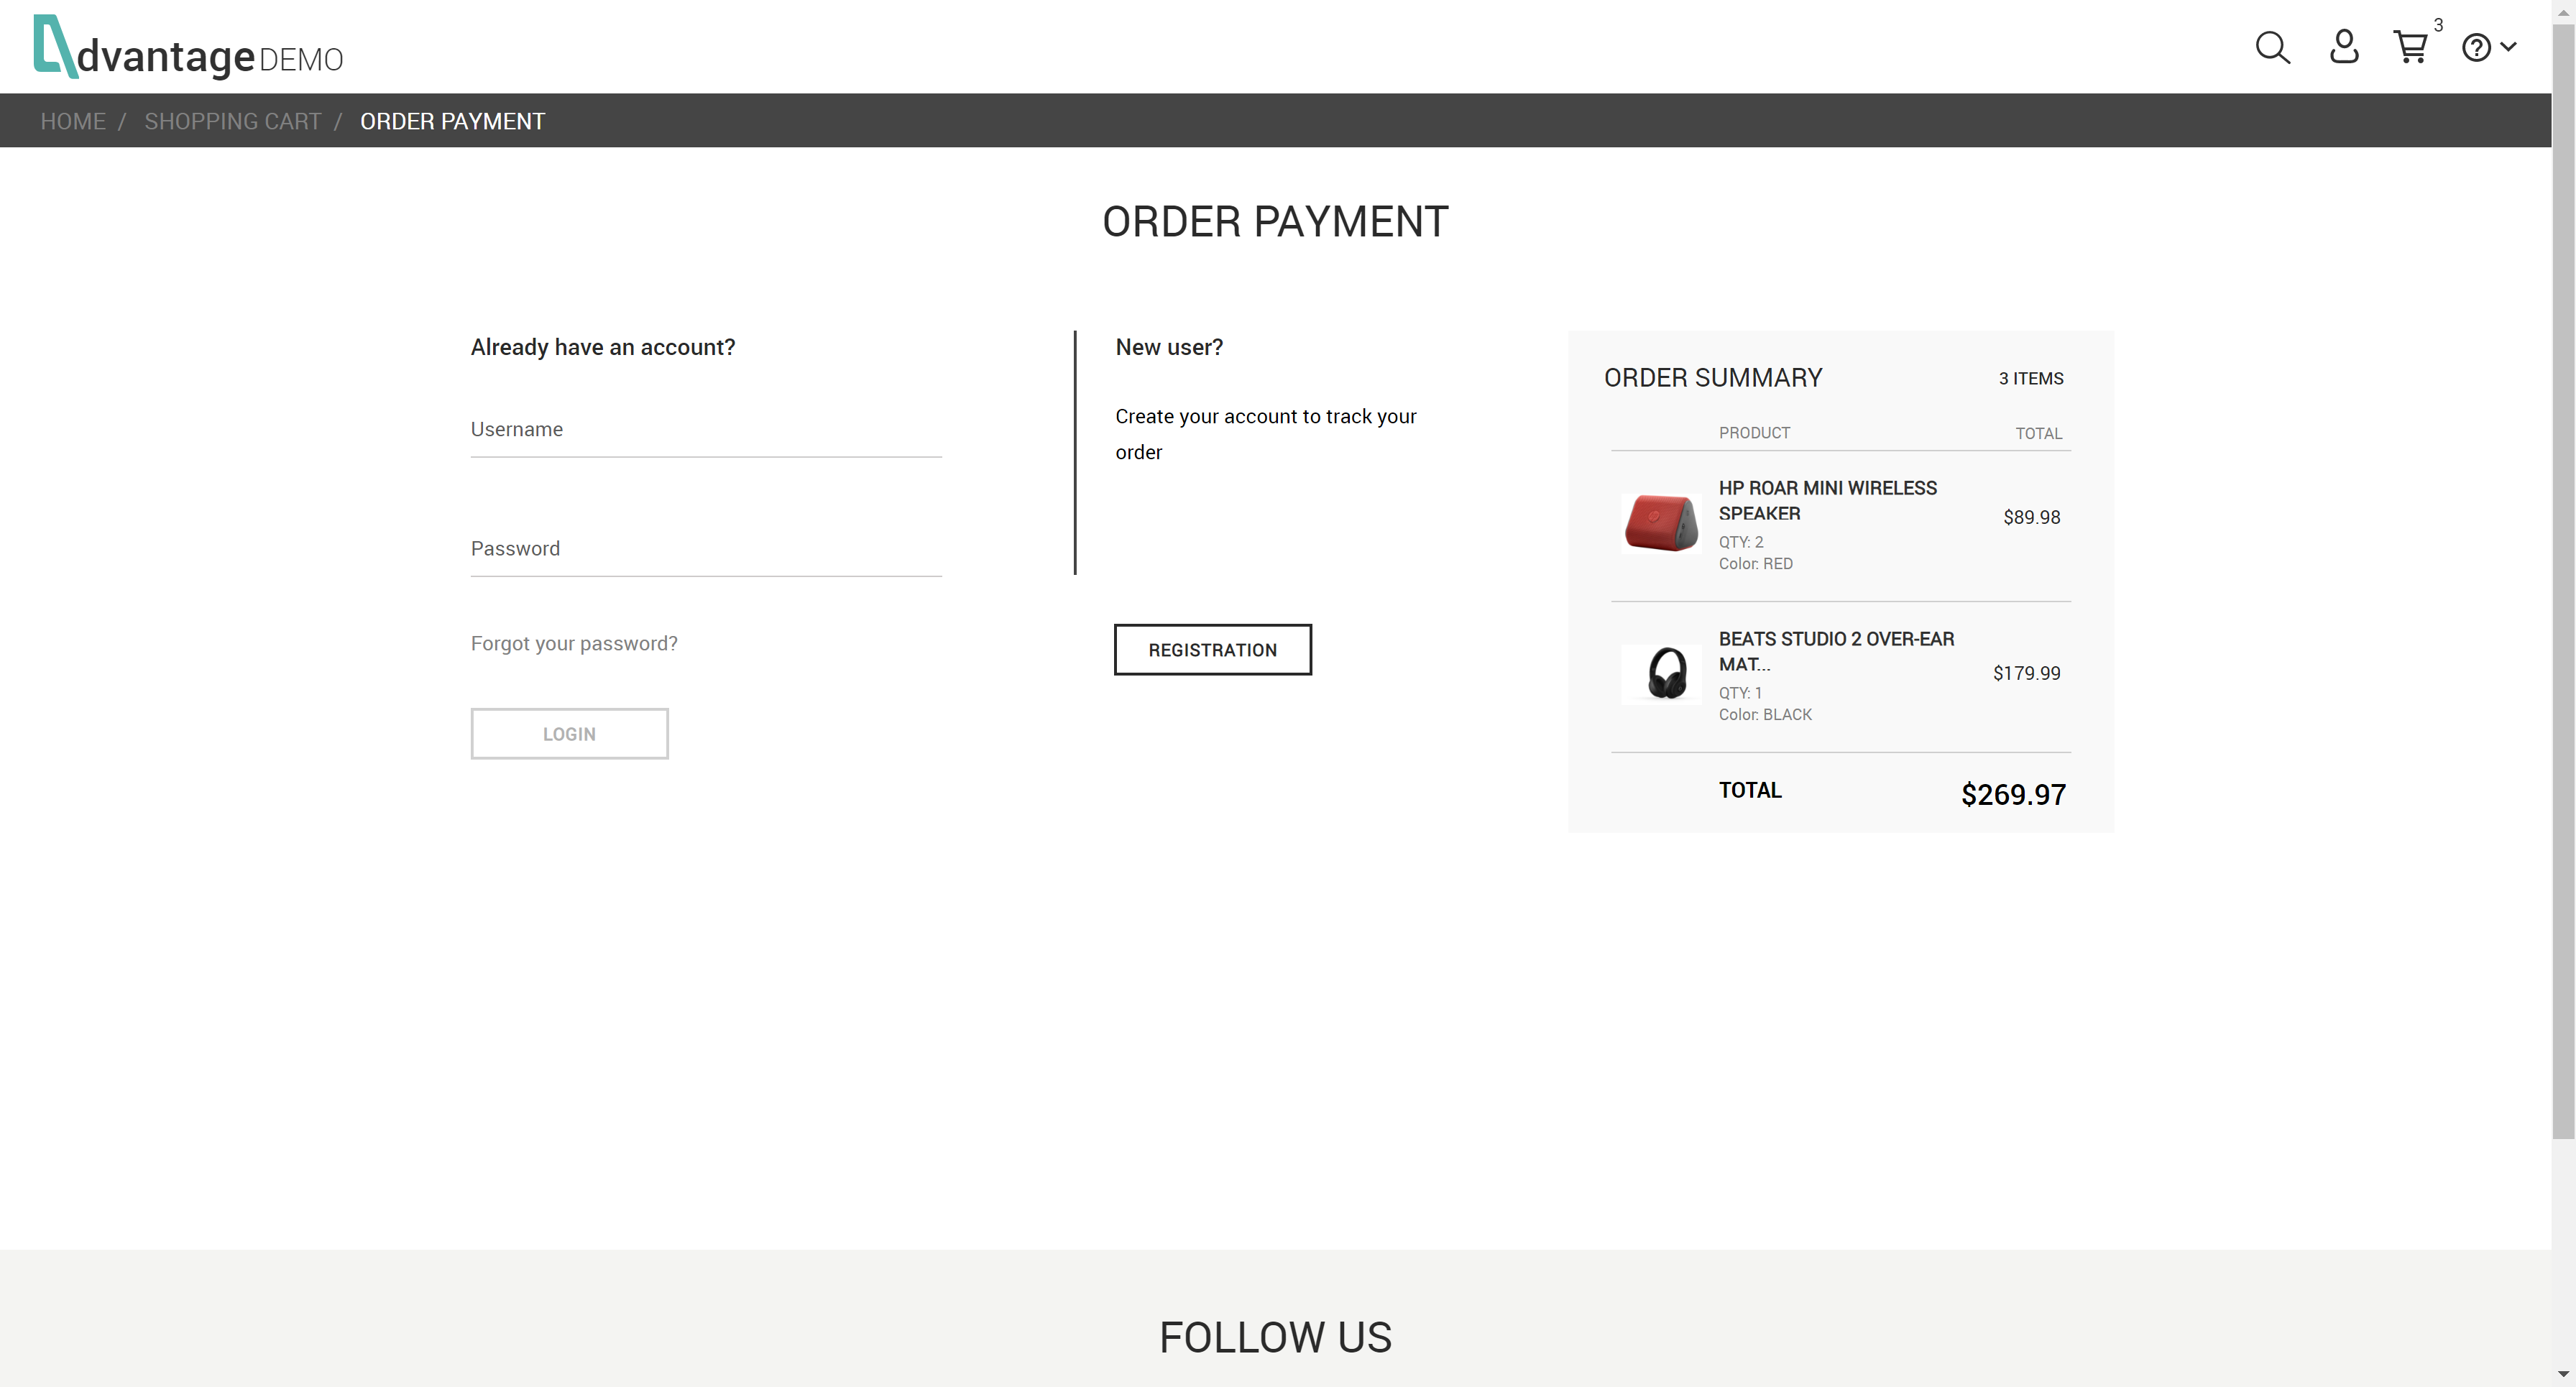 dvantage DEMO
3
HOME / SHOPPING CART / ORDER PAYMENT
ORDER PAYMENT
Already have an account?
Username
Password
Forgot your password?
LOGIN
New user?
Create your account to track your
order
REGISTRATION
ORDER SUMMARY 3 ITEMS
PRODUCT TOTAL
HP ROAR MINI WIRELESS
SPEAKER
$89.98
QTY: 2
Color: RED
BEATS STUDIO 2 OVER-EAR
MAT...
$179.99
QTY: 1
Color: BLACK
TOTAL $269.97
FOLLOW US